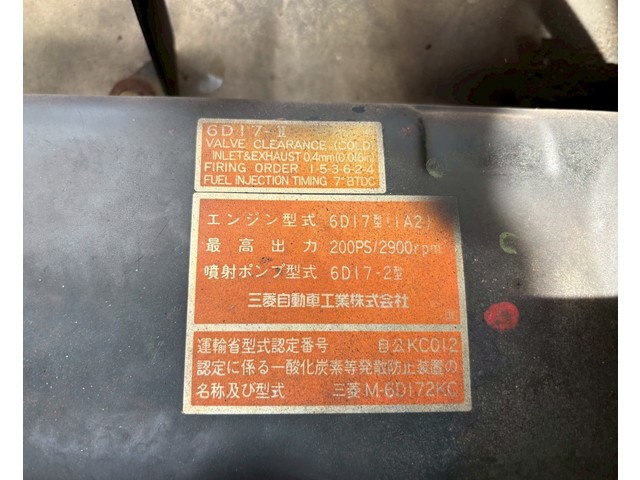 6D17-II
VALVE CLEARANCE (COLD)
INLET&EXHAUST 0.4mm(0.016in)
FIRING ORDER 1-5-3-6-2-4
FUEL INJECTION TIMING 7°BTDC
エンジン型式 6D17型(1A2)
最高出力 200PS/2900rpm
噴射ポンプ型式 6D17-2型
三菱自動車工業株式会社
運輸省型式認定番号 自公KC012
認定に係る一酸化炭素等発散防止装置の
名称及び型式 三菱M-6D172KC